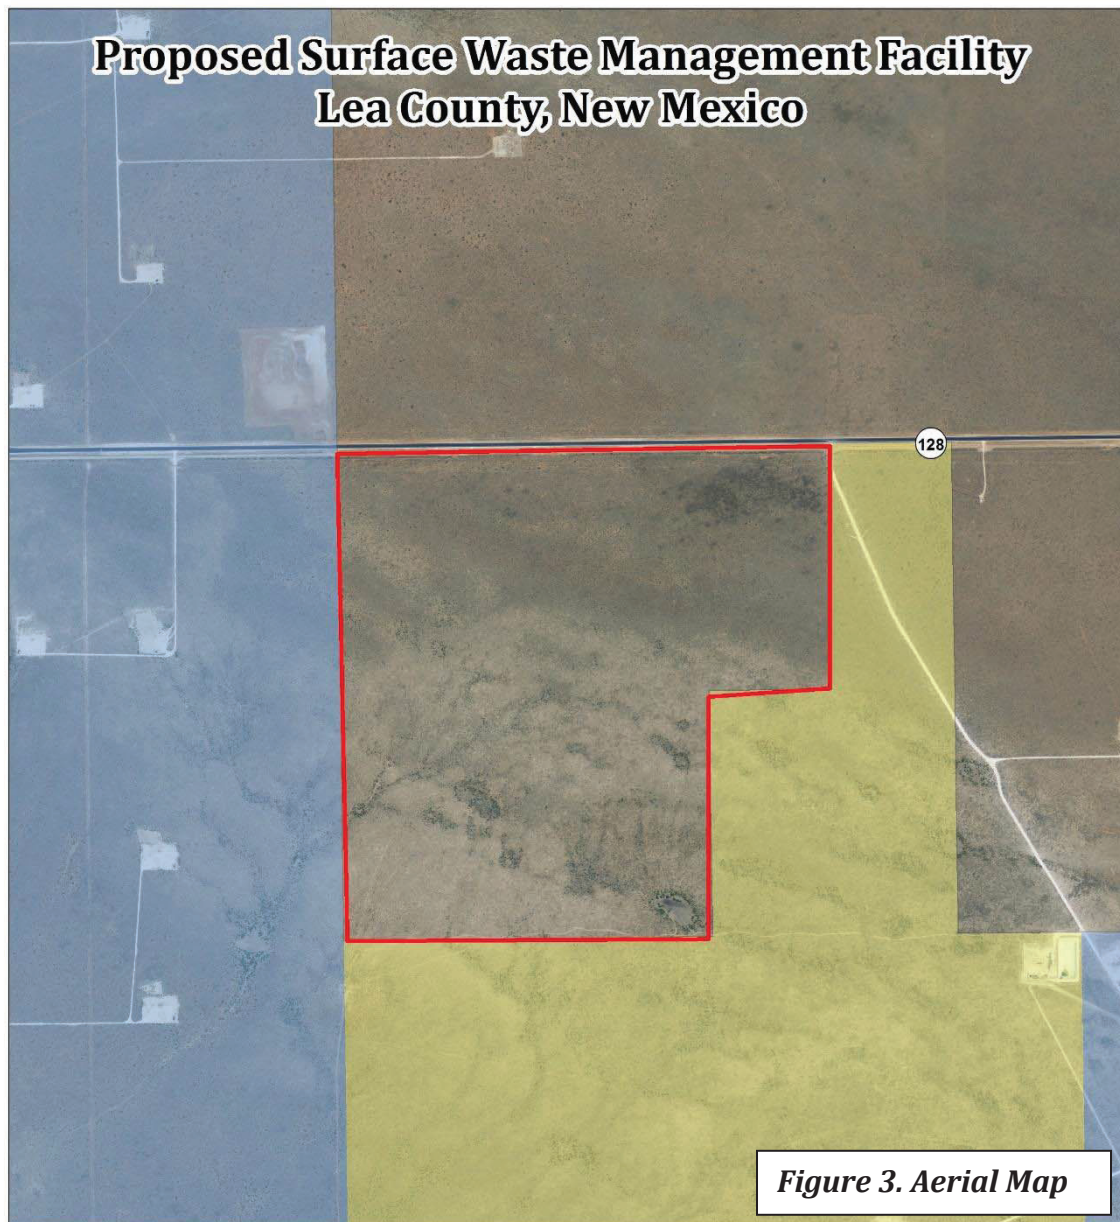 Proposed Surface Waste Management Facility
Lea County, New Mexico
128
Figure 3. Aerial Map